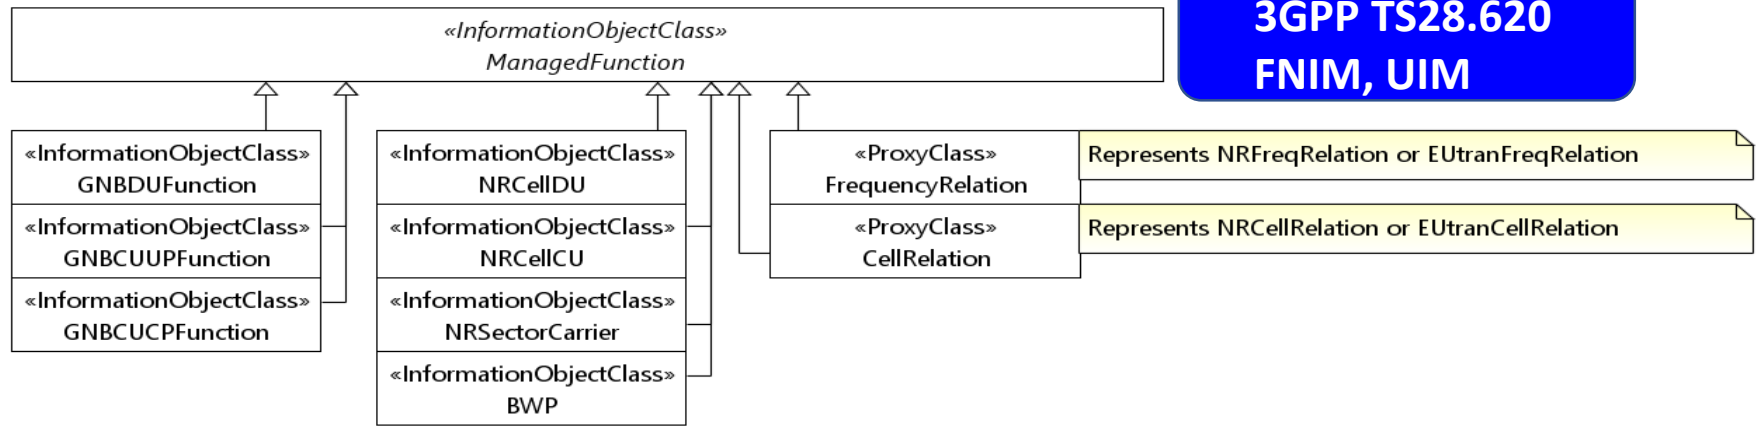 «InformationObjectClass»
ManagedFunction
3GPP TS28.620
FNIM, UIM
«InformationObjectClass»
GNBDUFunction
«InformationObjectClass»
GNBCUUPFunction
«InformationObjectClass»
GNBCUCPFunction
«InformationObjectClass»
NRCellDU
«InformationObjectClass»
NRCellCU
«InformationObjectClass»
NRSectorCarrier
«InformationObjectClass»
BWP
«ProxyClass»
FrequencyRelation
«ProxyClass»
CellRelation
Represents NRFreqRelation or EUtranFreqRelation
Represents NRCellRelation or EUtranCellRelation